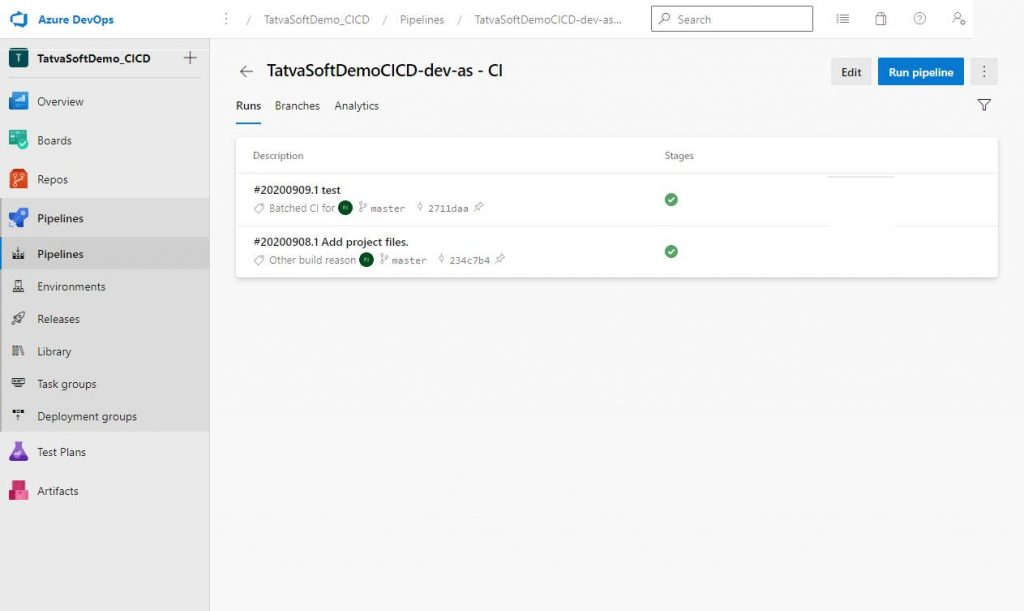 Azure DevOps
/ TatvaSoftDemo_CICD / Pipelines / TatvaSoftDemoCICD-dev-as...
Search
T TatvaSoftDemo_CICD
Overview
Boards
Repos
Pipelines
Pipelines
Environments
Releases
Library
Task groups
Deployment groups
Test Plans
Artifacts
TatvaSoftDemoCICD-dev-as - CI
Edit
Run pipeline
Runs Branches Analytics
Description Stages
#20200909.1 test
Batched CI for master 2711daa
#20200908.1 Add project files.
Other build reason master 234c7b4